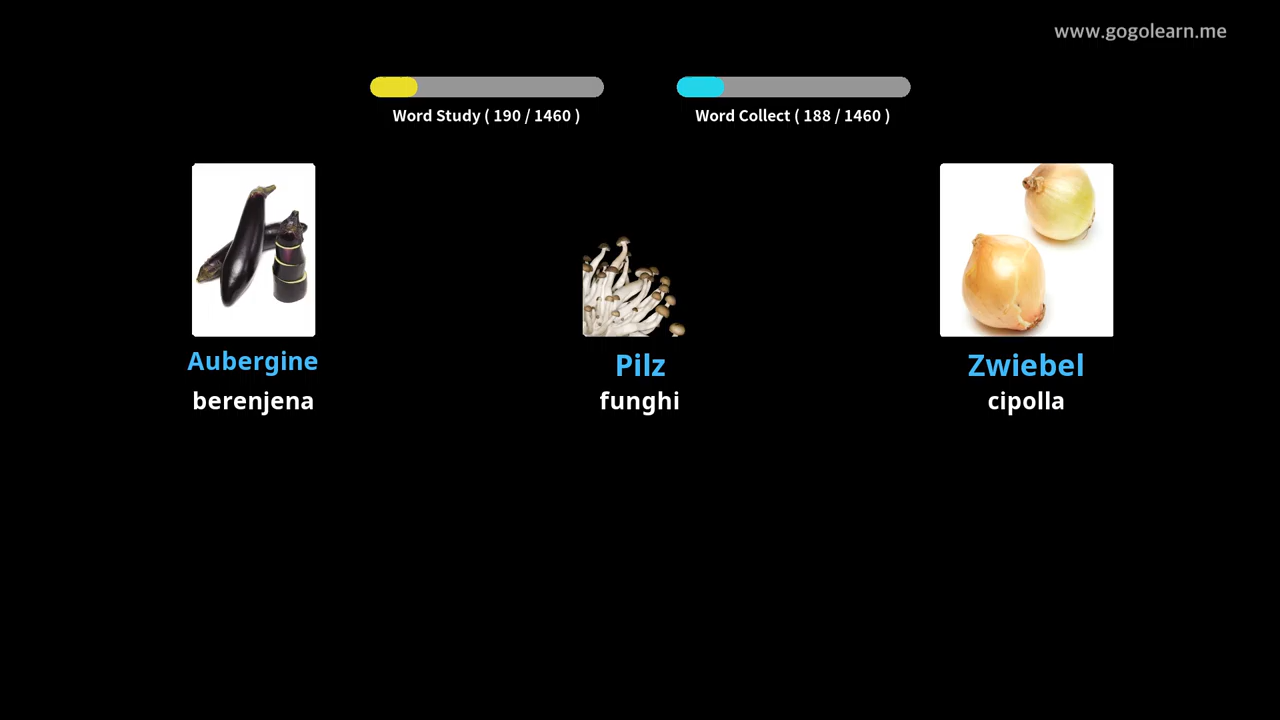 www.gogolearn.me
Word Study ( 190 / 1460 )
Word Collect ( 188 / 1460 )
Aubergine
Pilz
Zwiebel
berenjena
funghi
cipolla